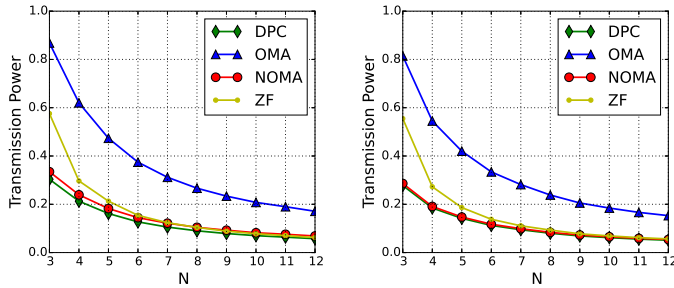 Transmission Power
1.0
0.8
0.6
0.4
0.2
0.0
3 4 5 6 7 8 9 10 11 12
N
DPC
OMA
NOMA
ZF
Transmission Power
1.0
0.8
0.6
0.4
0.2
0.0
3 4 5 6 7 8 9 10 11 12
N
DPC
OMA
NOMA
ZF